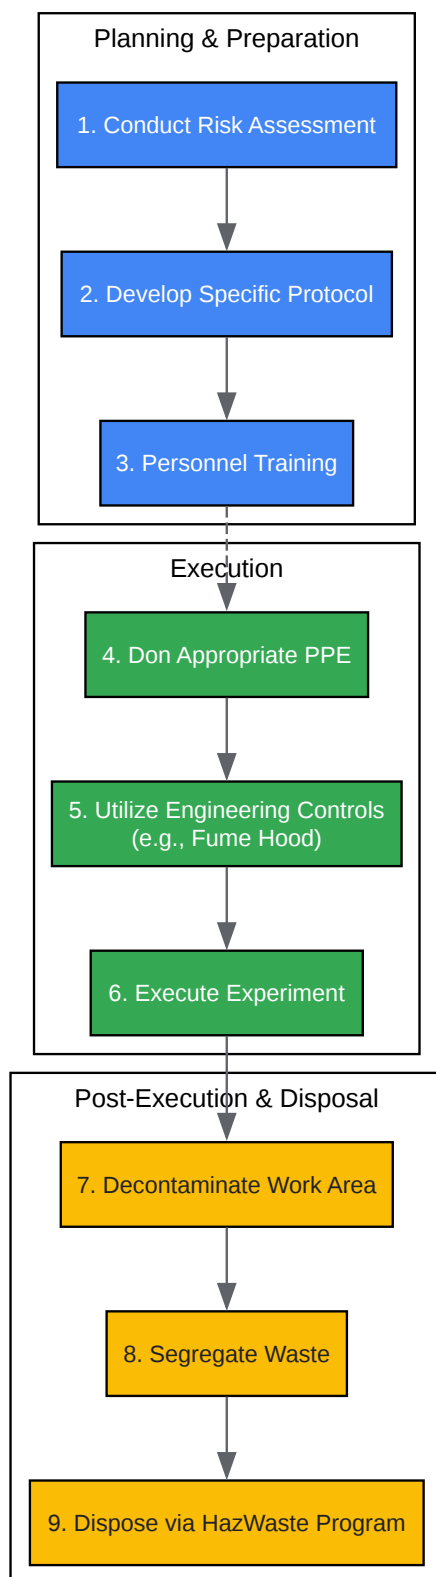 Planning & Preparation
1. Conduct Risk Assessment
2. Develop Specific Protocol
3. Personnel Training
Execution
4. Don Appropriate PPE
5. Utilize Engineering Controls
(e.g., Fume Hood)
6. Execute Experiment
Post-Execution & Disposal
7. Decontaminate Work Area
8. Segregate Waste
9. Dispose via HazWaste Program